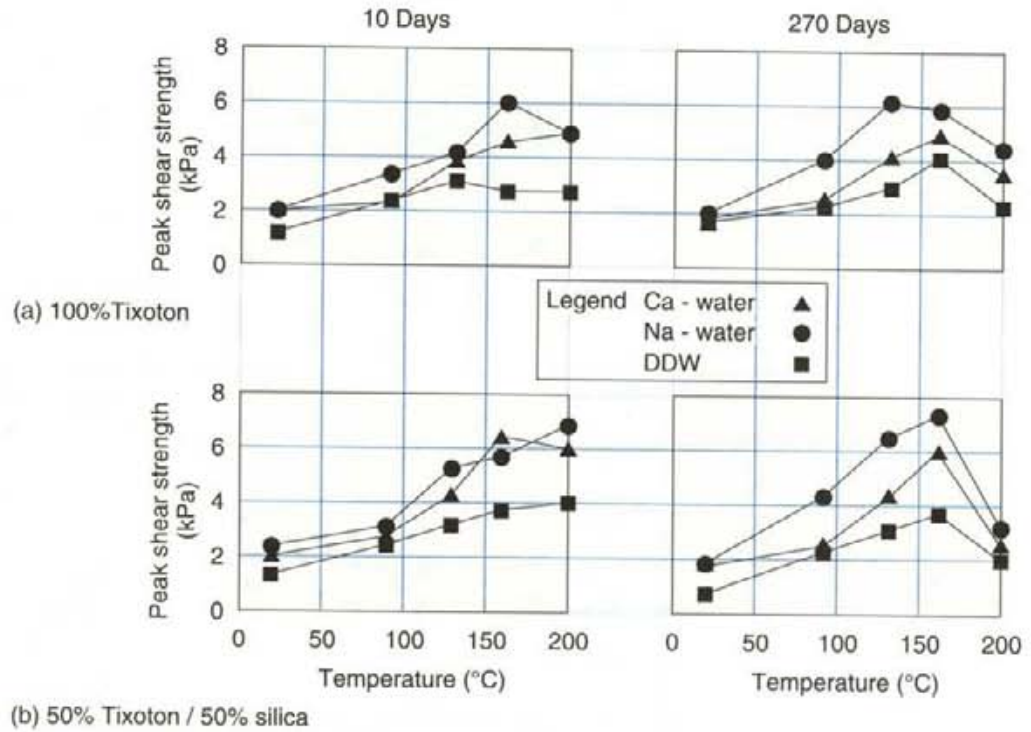 10 Days
270 Days
Peak shear strength
(kPa)
8
6
4
2
0
(a) 100%Tixoton
Legend Ca - water
Na - water
DDW
Peak shear strength
(kPa)
8
6
4
2
0
0 50 100 150 200
0 50 100 150 200
Temperature (°C)
Temperature (°C)
(b) 50% Tixoton / 50% silica